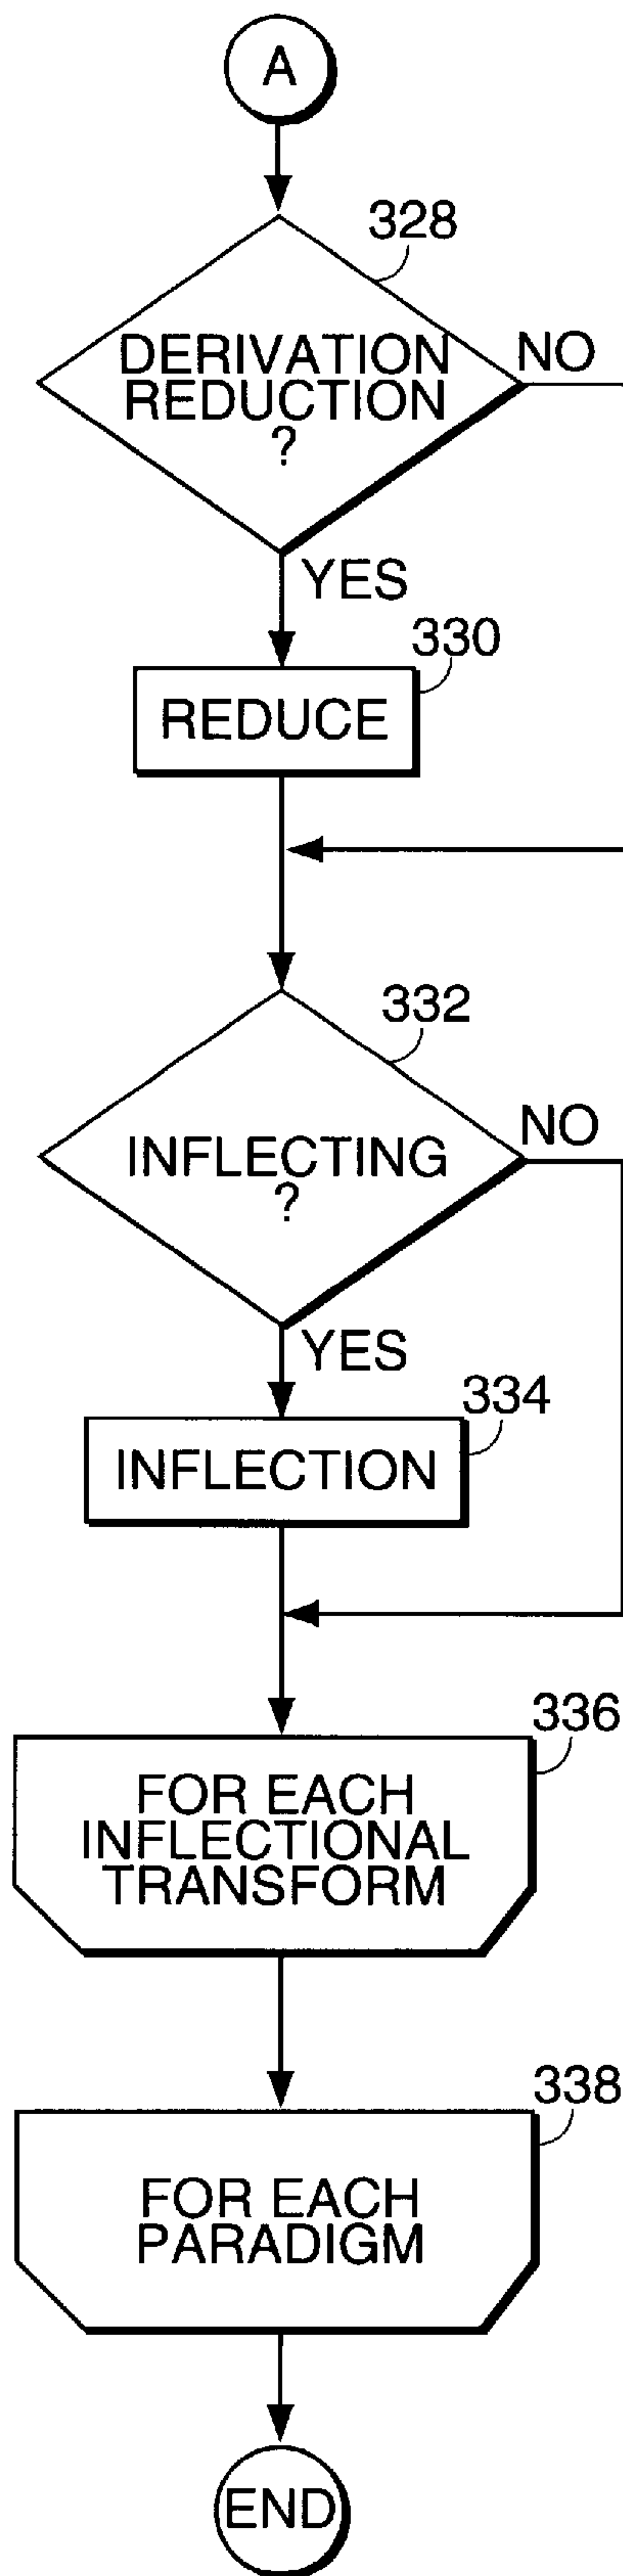 A
328
DERIVATION
REDUCTION
?
NO
YES
330
REDUCE
332
INFLECTING
?
NO
YES
334
INFLECTION
336
FOR EACH
INFLECTIONAL
TRANSFORM
338
FOR EACH
PARADIGM
END